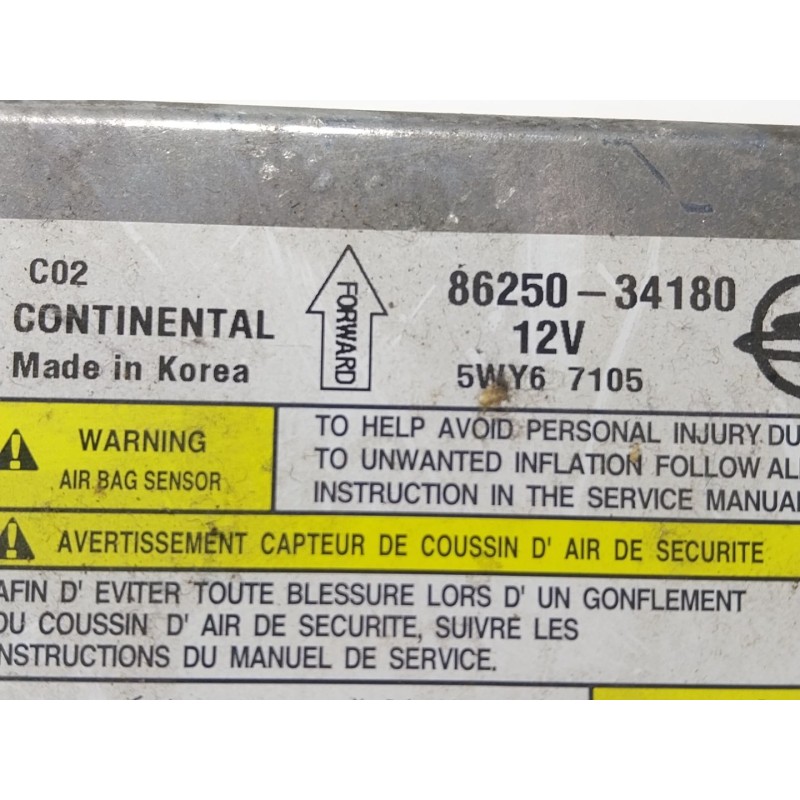 C02
CONTINENTAL
Made in Korea
FORWARD
86250-34180
12V
5WY6 7105
WARNING
AIR BAG SENSOR
TO HELP AVOID PERSONAL INJURY DU
TO UNWANTED INFLATION FOLLOW AL
INSTRUCTION IN THE SERVICE MANUA
AVERTISSEMENT CAPTEUR DE COUSSIN D' AIR DE SECURITE
AFIN D' EVITER TOUTE BLESSURE LORS D' UN GONFLEMENT
DU COUSSIN D' AIR DE SECURITE, SUIVRE LES
INSTRUCTIONS DU MANUEL DE SERVICE.